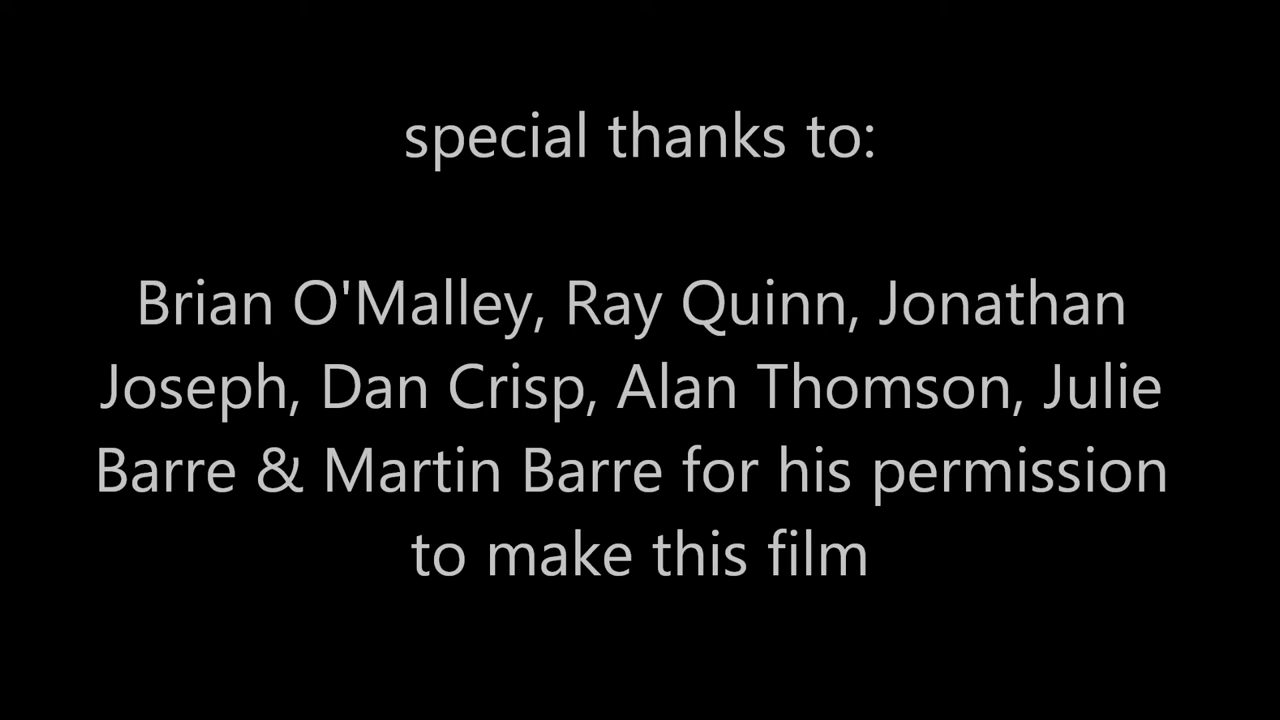 special thanks to:
Brian O'Malley, Ray Quinn, Jonathan
Joseph, Dan Crisp, Alan Thomson, Julie
Barre & Martin Barre for his permission
to make this film